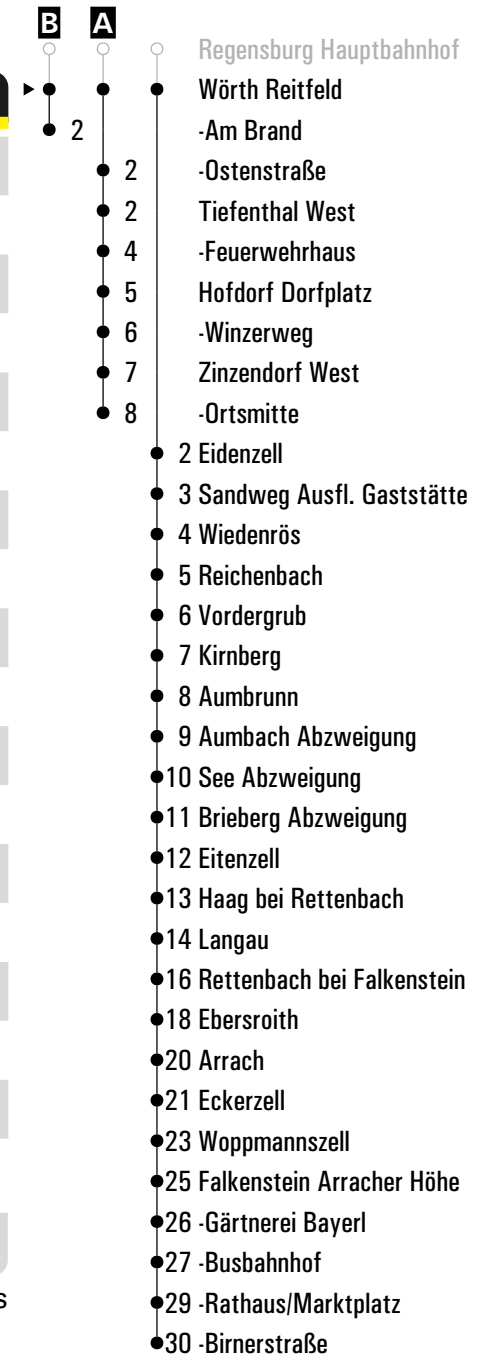 B A
Regensburg Hauptbahnhof
Wörth Reitfeld
2 -Am Brand
2 -Ostenstraße
2 Tiefenthal West
4 -Feuerwehrhaus
5 Hofdorf Dorfplatz
6 -Winzerweg
7 Zinzendorf West
8 -Ortsmitte
2 Eidenzell
3 Sandweg Ausfl. Gaststätte
4 Wiedenrös
5 Reichenbach
6 Vordergrub
7 Kirnberg
8 Aumbrunn
9 Aumbach Abzweigung
10 See Abzweigung
11 Brieberg Abzweigung
12 Eitenzell
13 Haag bei Rettenbach
14 Langau
16 Rettenbach bei Falkenstein
18 Ebersroith
20 Arrach
21 Eckerzell
23 Woppmannszell
25 Falkenstein Arracher Höhe
26 -Gärtnerei Bayerl
27 -Busbahnhof
s
29 -Rathaus/Marktplatz
30 -Birnerstraße